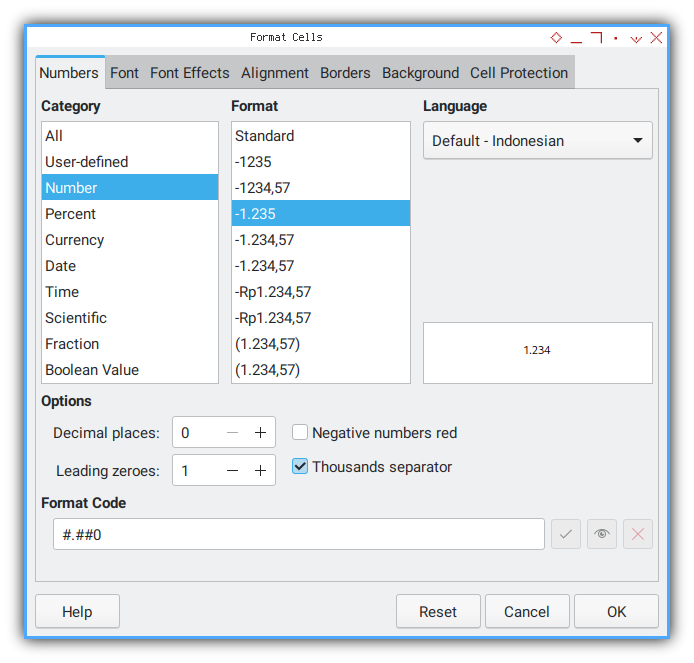 Format Cells
Numbers Font Font Effects Alignment Borders Background Cell Protection
Category
All
User-defined
Number
Percent
Currency
Date
Time
Scientific
Fraction
Boolean Value
Format
Standard
-1235
-1234,57
-1.235
-1.234,57
-1.234,57
-Rp1.234,57
-Rp1.234,57
(1.234,57)
(1.234,57)
Language
Default - Indonesian
1.234
Options
Decimal places: 0
Negative numbers red
Leading zeroes: 1
Thousands separator
Format Code
#.##0
Help Reset Cancel OK